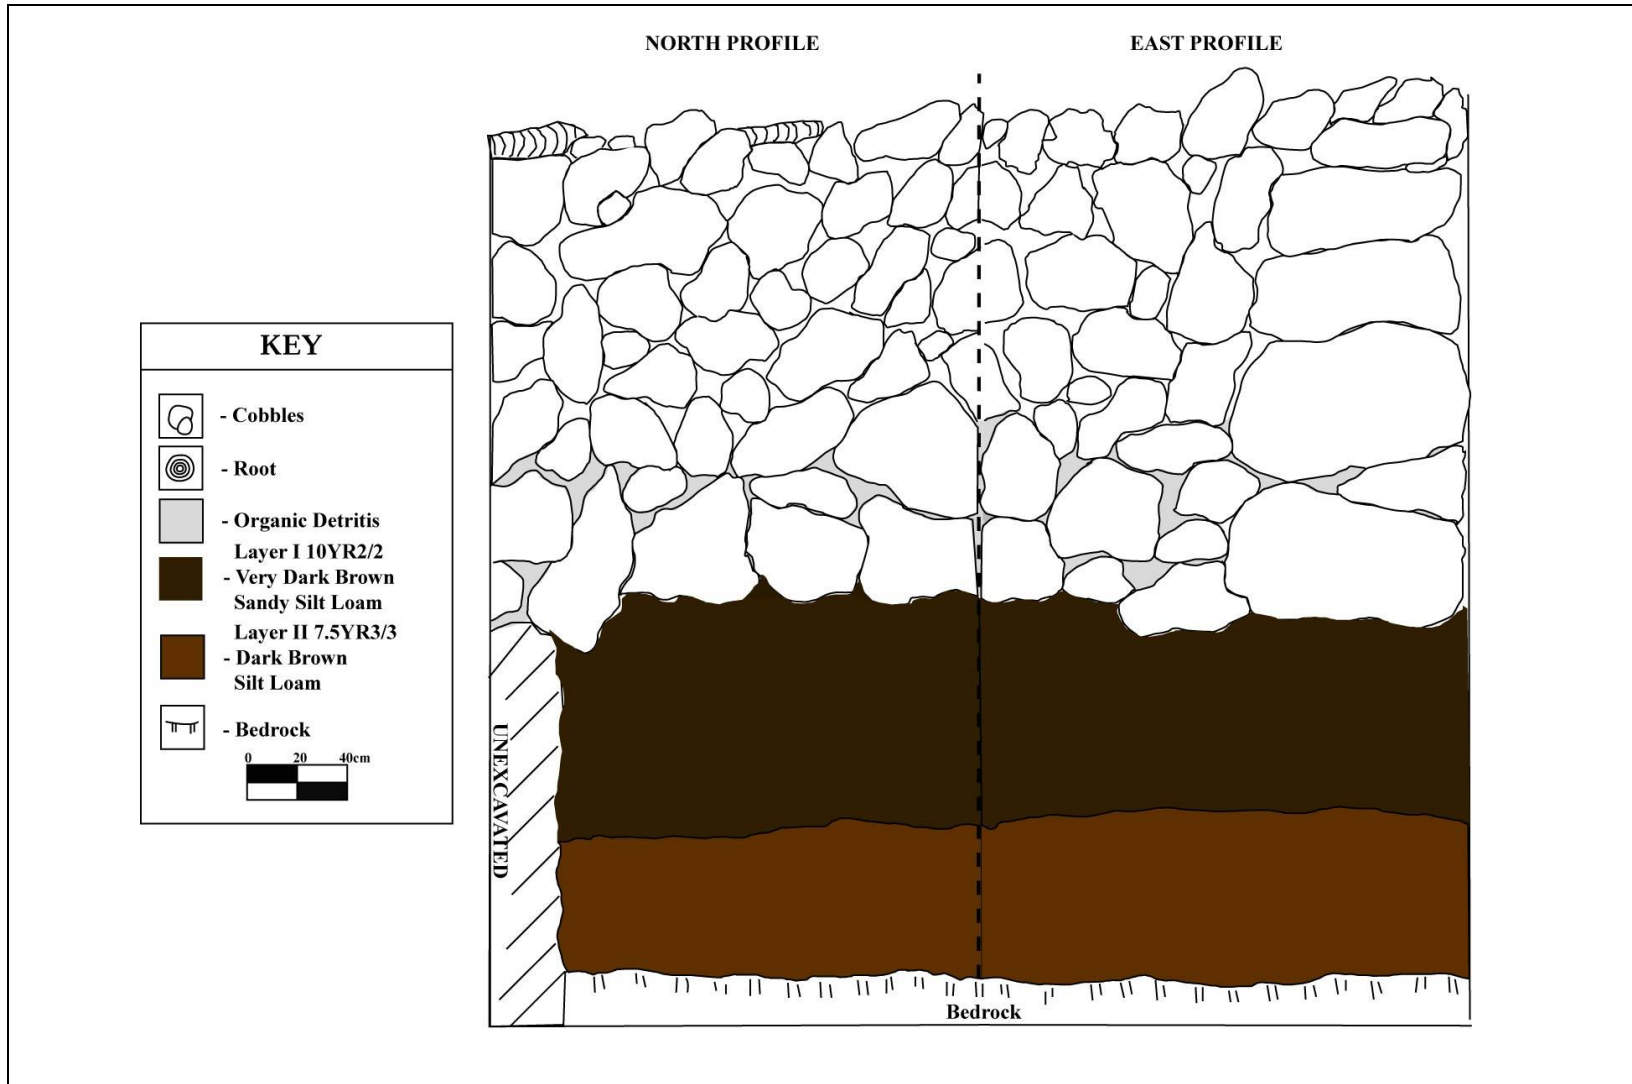 NORTH PROFILE
EAST PROFILE
KEY
- Cobbles
- Root
- Organic Detritis
Layer I 10YR2/2
- Very Dark Brown
Sandy Silt Loam
Layer II 7.5YR3/3
- Dark Brown
Silt Loam
- Bedrock
0 20 40cm
UNEXCAVATED
Bedrock